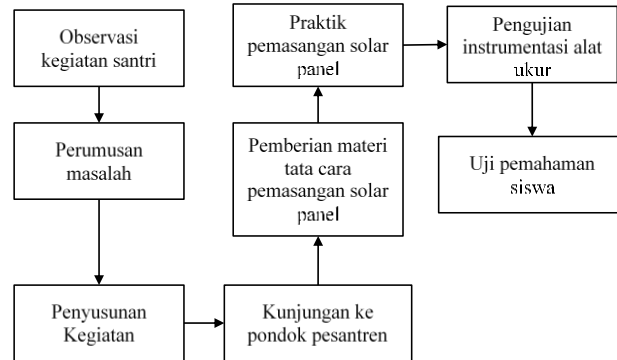 Observasi
kegiatan santri
Perumusan
masalah
Penyusunan
Kegiatan
Kunjungan ke
pondok pesantren
Pemberian materi
tata cara
pemasangan solar
panel
Praktik
pemasangan solar
panel
Pengujian
instrumentasi alat
ukur
Uji pemahaman
siswa